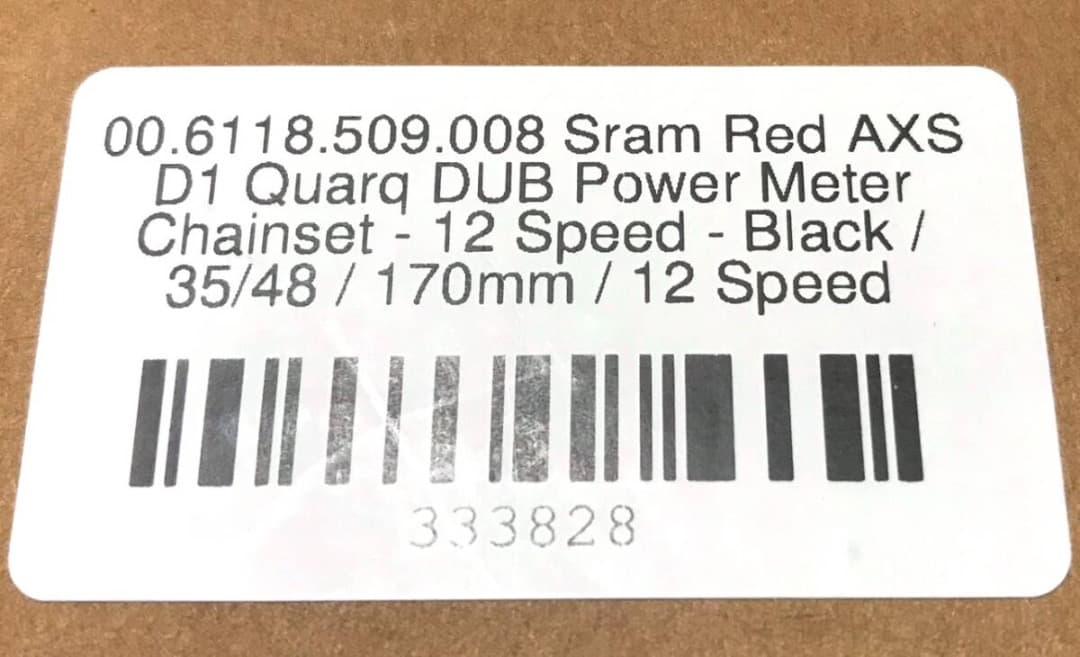 00.6118.509.008 Sram Red AXS
D1 Quarq DUB Power Meter
Chainset - 12 Speed - Black /
35/48 / 170mm / 12 Speed
333828